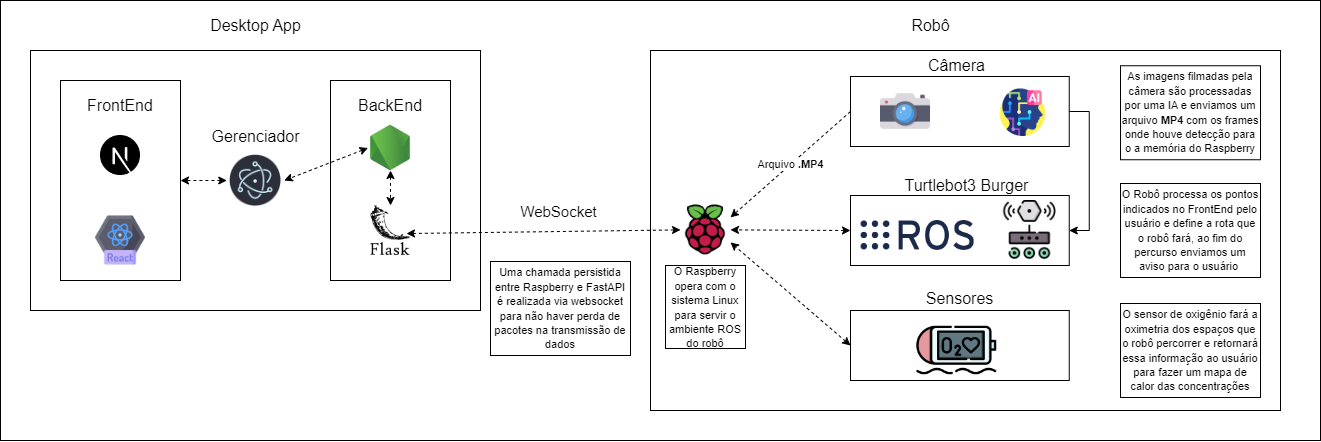 Desktop App
FrontEnd
N
React
Gerenciador
BackEnd
Flask
WebSocket
Uma chamada persistida
entre Raspberry e FastAPI
é realizada via websocket
para não haver perda de
pacotes na transmissão de
dados
Robô
O Raspberry
opera com o
sistema Linux
para servir o
ambiente ROS
do robô
Arquivo .MP4
Câmera
AI
As imagens filmadas pela
câmera são processadas
por uma IA e enviamos um
arquivo MP4 com os frames
onde houve detecção para
o a memória do Raspberry
Turtlebot3 Burger
ROS
O Robô processa os pontos
indicados no FrontEnd pelo
usuário e define a rota que
o robô fará, ao fim do
percurso enviamos um
aviso para o usuário
Sensores
O2
O sensor de oxigênio fará a
oximetria dos espaços que
o robô percorrer e retornará
essa informação ao usuário
para fazer um mapa de
calor das concentrações